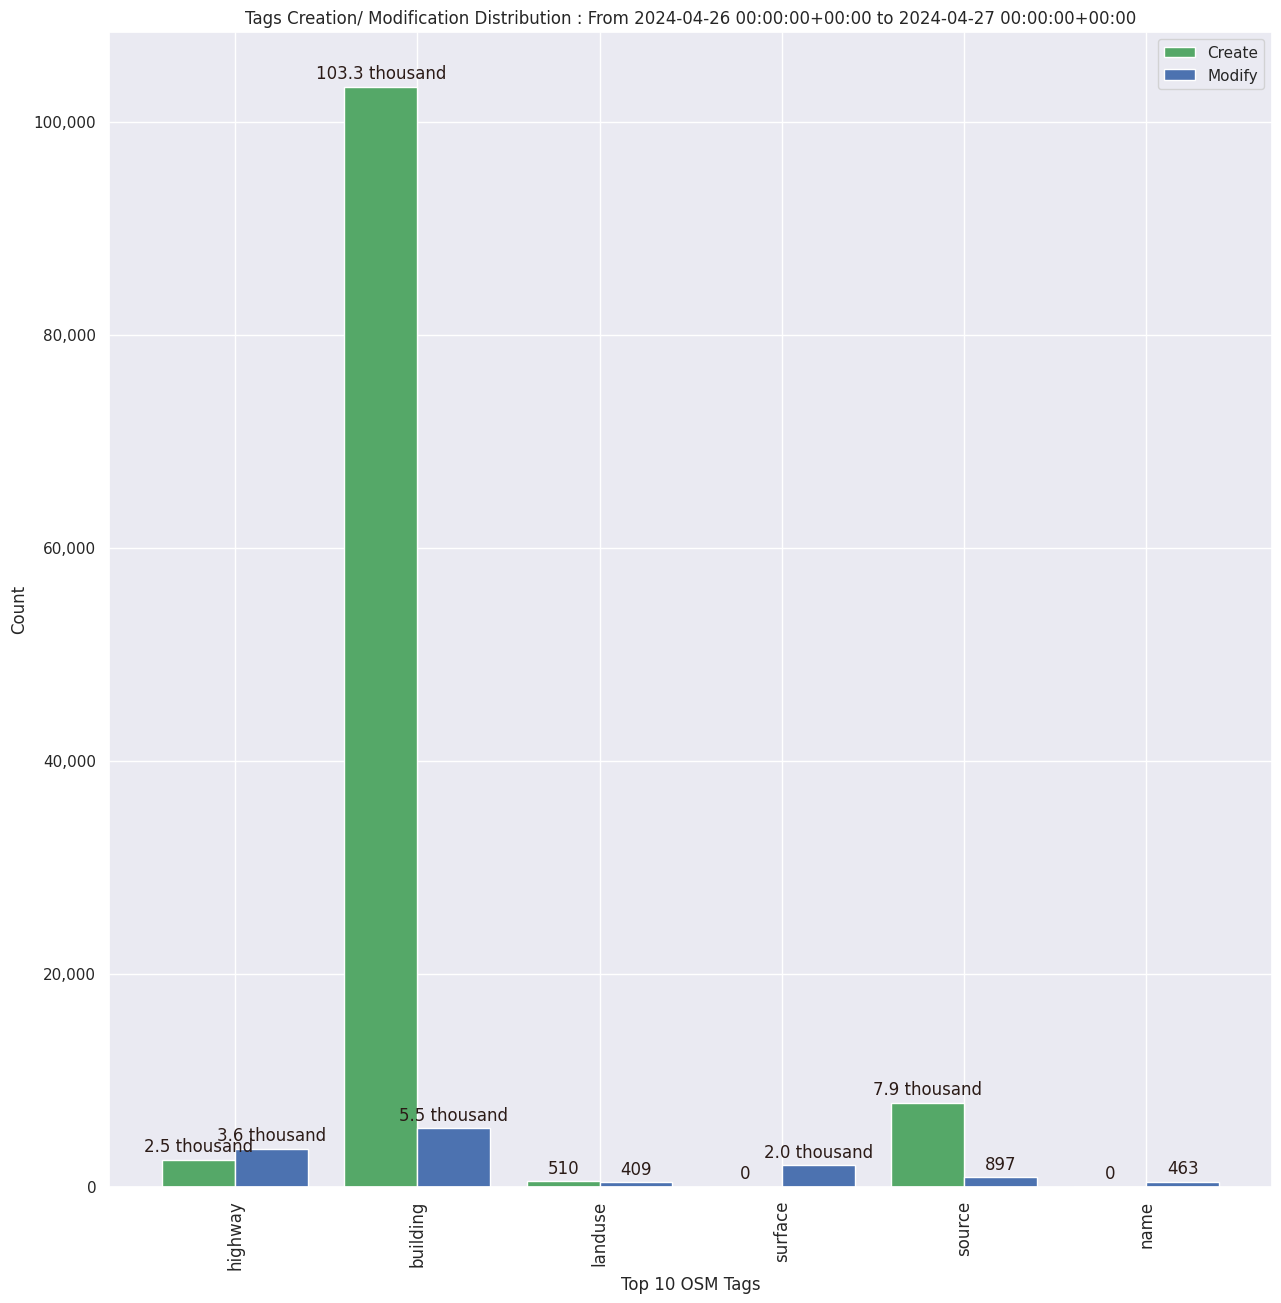 Tags Creation/ Modification Distribution : From 2024-04-26 00:00:00+00:00 to 2024-04-27 00:00:00+00:00
Create
Modify
103.3 thousand
100,000
80,000
60,000
Count
40,000
20,000
7.9 thousand
5.5 thousand
3.6 thousand
2.5 thousand
2.0 thousand
510
409
0
897
0
463
0
highway
building
landuse
surface
source
name
Top 10 OSM Tags